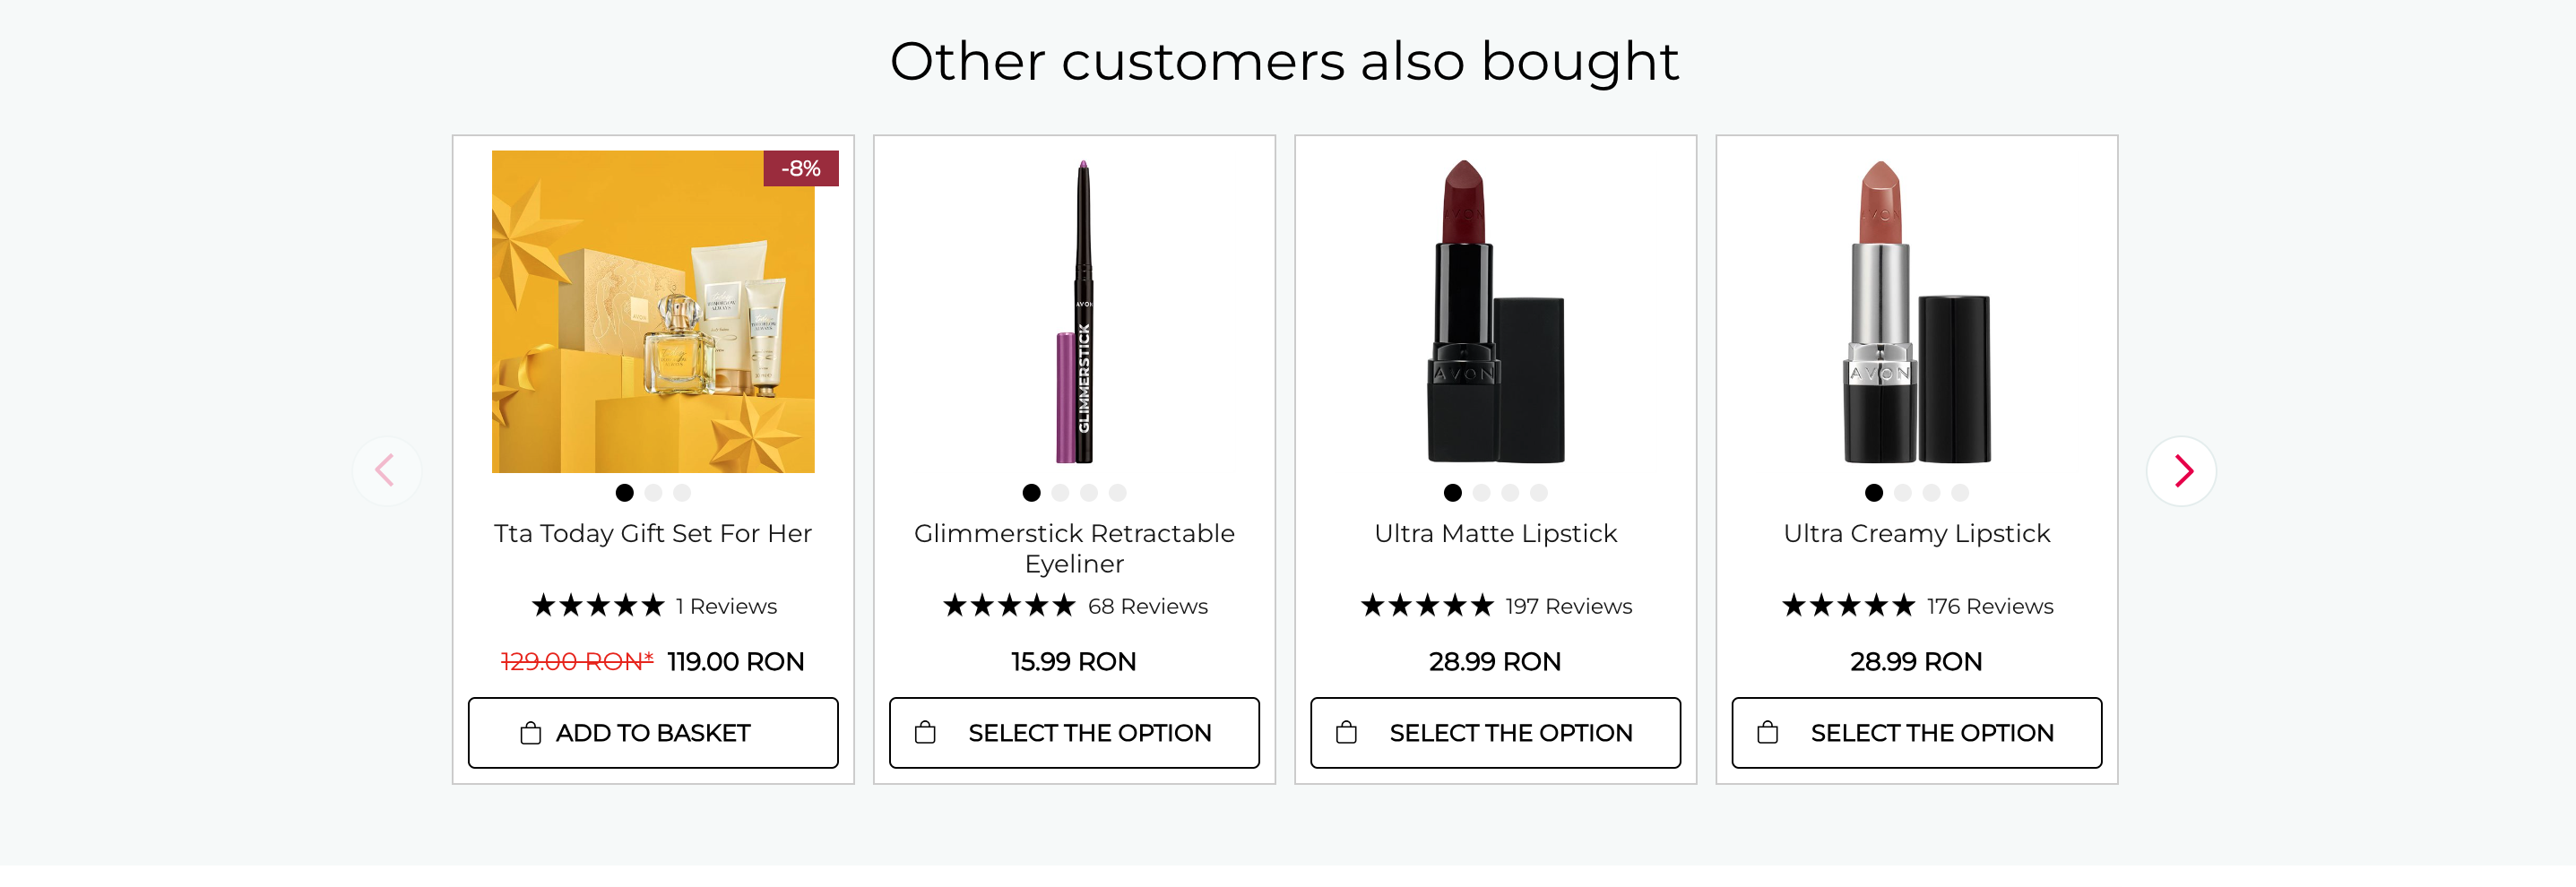 Other customers also bought
-8%
AVON
GLIMMERSTICK
AVON
AVON
AVON
AVON
Tta Today Gift Set For Her
Glimmerstick Retractable
Eyeliner
Ultra Matte Lipstick
Ultra Creamy Lipstick
1 Reviews
68 Reviews
197 Reviews
176 Reviews
129.00 RON* 119.00 RON
15.99 RON
28.99 RON
28.99 RON
ADD TO BASKET
SELECT THE OPTION
SELECT THE OPTION
SELECT THE OPTION